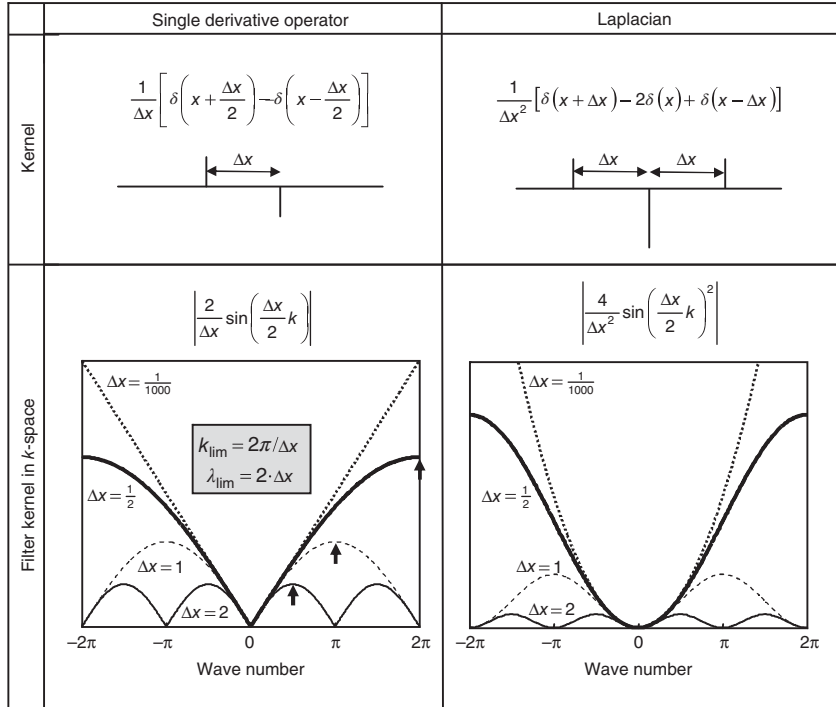 Single derivative operator
Laplacian
Kernel
1/Δx [ δ( x + Δx/2 ) − δ( x − Δx/2 ) ]
Δx
1/Δx² [ δ(x + Δx) − 2δ(x) + δ(x − Δx) ]
Δx Δx
Filter kernel in k-space
| 2/Δx sin( Δx/2 k ) |
Δx = 1/1000
k_lim = 2π/Δx
λ_lim = 2·Δx
Δx = 1/2
Δx = 1
Δx = 2
−2π −π 0 π 2π
Wave number
| 4/Δx² sin( Δx/2 k )² |
Δx = 1/1000
Δx = 1/2
Δx = 1
Δx = 2
−2π −π 0 π 2π
Wave number